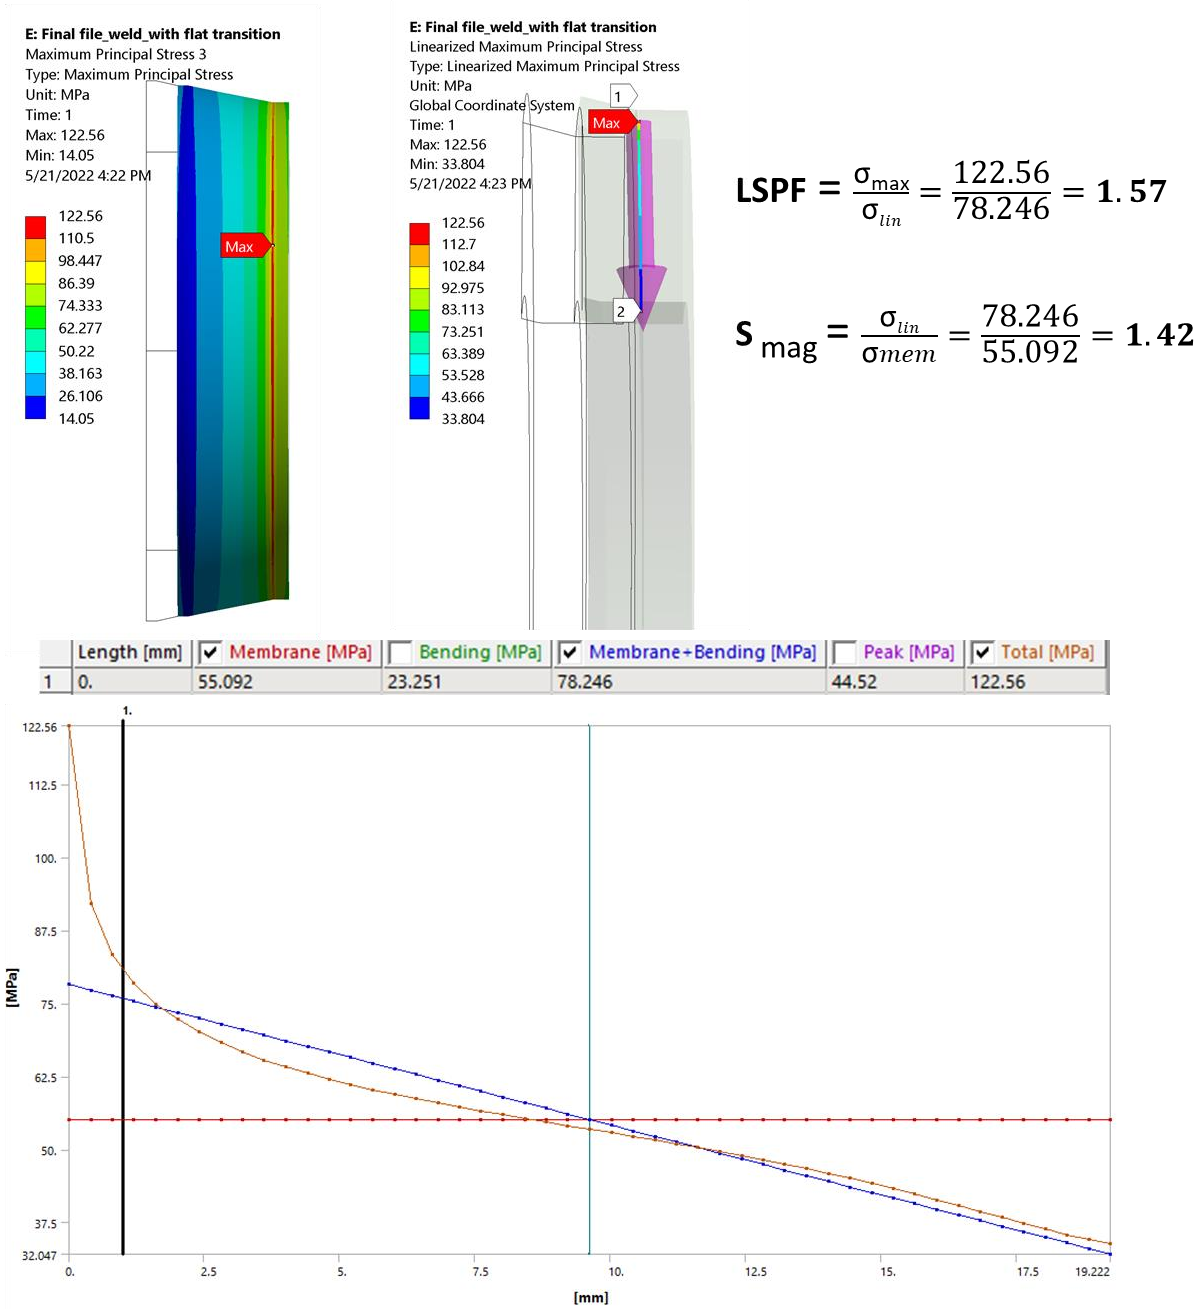 E: Final file_weld_with flat transition
Maximum Principal Stress 3
Type: Maximum Principal Stress
Unit: MPa
Time: 1
Max: 122.56
Min: 14.05
5/21/2022 4:22 PM
122.56
110.5
98.447
86.39
74.333
62.277
50.22
38.163
26.106
14.05
Max
E: Final file_weld_with flat transition
Linearized Maximum Principal Stress
Type: Linearized Maximum Principal Stress
Unit: MPa
Global Coordinate System
Time: 1
Max: 122.56
Min: 33.804
5/21/2022 4:23 PM
122.56
112.7
102.84
92.975
83.113
73.251
63.389
53.528
43.666
33.804
1
Max
2
LSPF = σmax/σlin = 122.56/78.246 = 1.57
S mag = σlin/σmem = 78.246/55.092 = 1.42
Length [mm] Membrane [MPa] Bending [MPa] Membrane+Bending [MPa] Peak [MPa] Total [MPa]
1 0. 55.092 23.251 78.246 44.52 122.56
1.
122.56
112.5
100.
87.5
75.
62.5
50.
37.5
32.047
[MPa]
0. 2.5 5. 7.5 10. 12.5 15. 17.5 19.222
[mm]